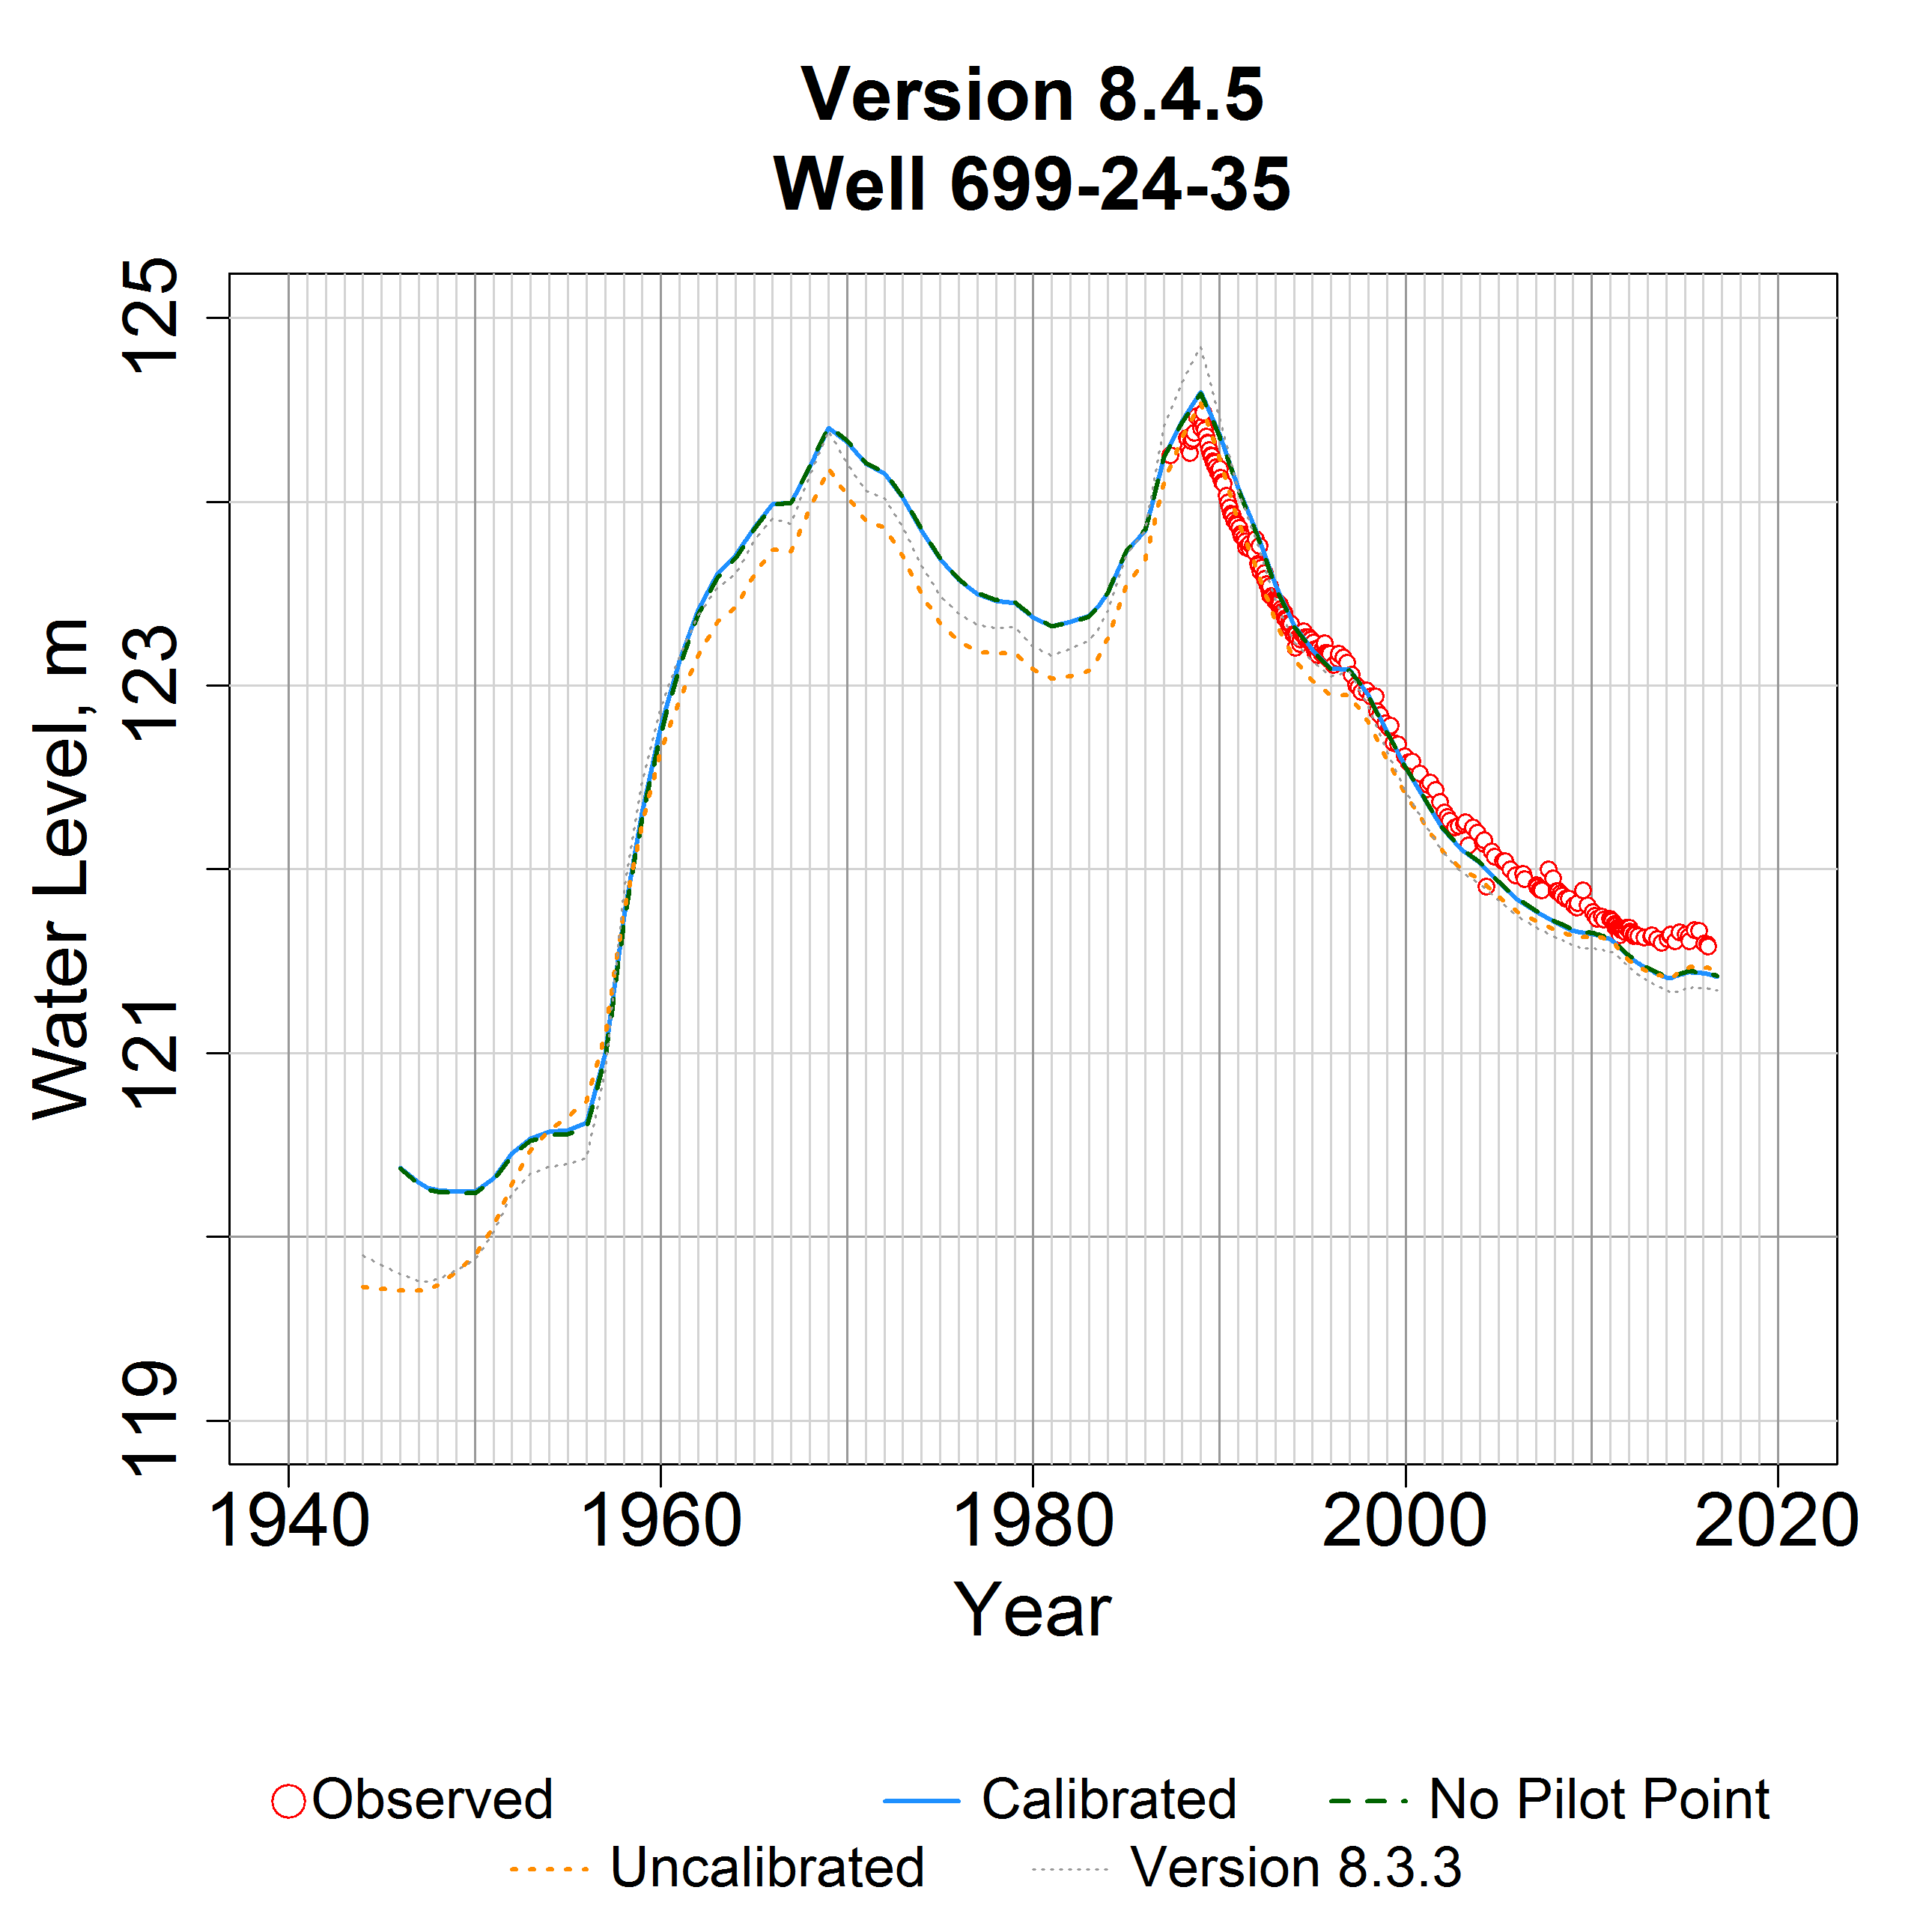 Version 8.4.5
Well 699-24-35
Water Level, m
125
123
121
119
1940 1960 1980 2000 2020
Year
Observed Calibrated No Pilot Point
Uncalibrated Version 8.3.3